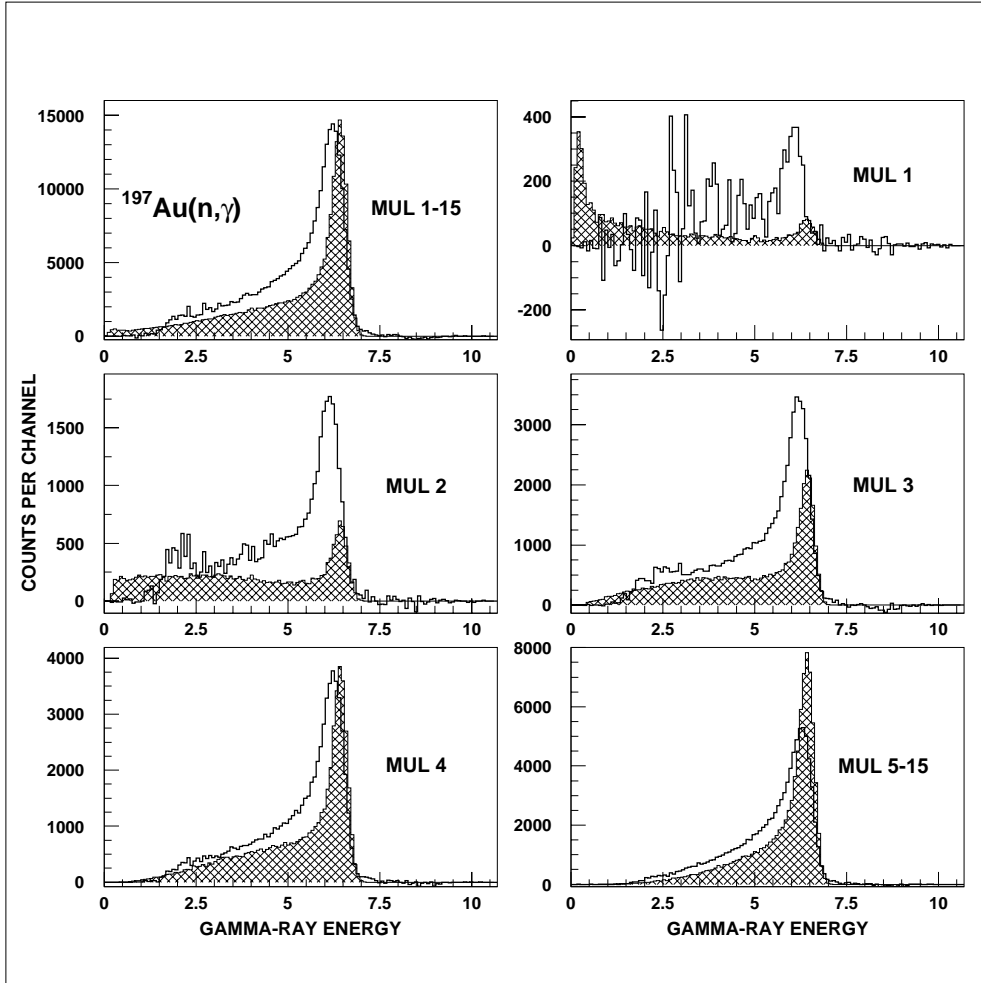 15000
10000
5000
0
197Au(n,γ)
MUL 1-15
0 2.5 5 7.5 10
400
200
0
-200
MUL 1
0 2.5 5 7.5 10
COUNTS PER CHANNEL
1500
1000
500
0
MUL 2
0 2.5 5 7.5 10
3000
2000
1000
0
MUL 3
0 2.5 5 7.5 10
4000
3000
2000
1000
0
MUL 4
0 2.5 5 7.5 10
GAMMA-RAY ENERGY
8000
6000
4000
2000
0
MUL 5-15
0 2.5 5 7.5 10
GAMMA-RAY ENERGY